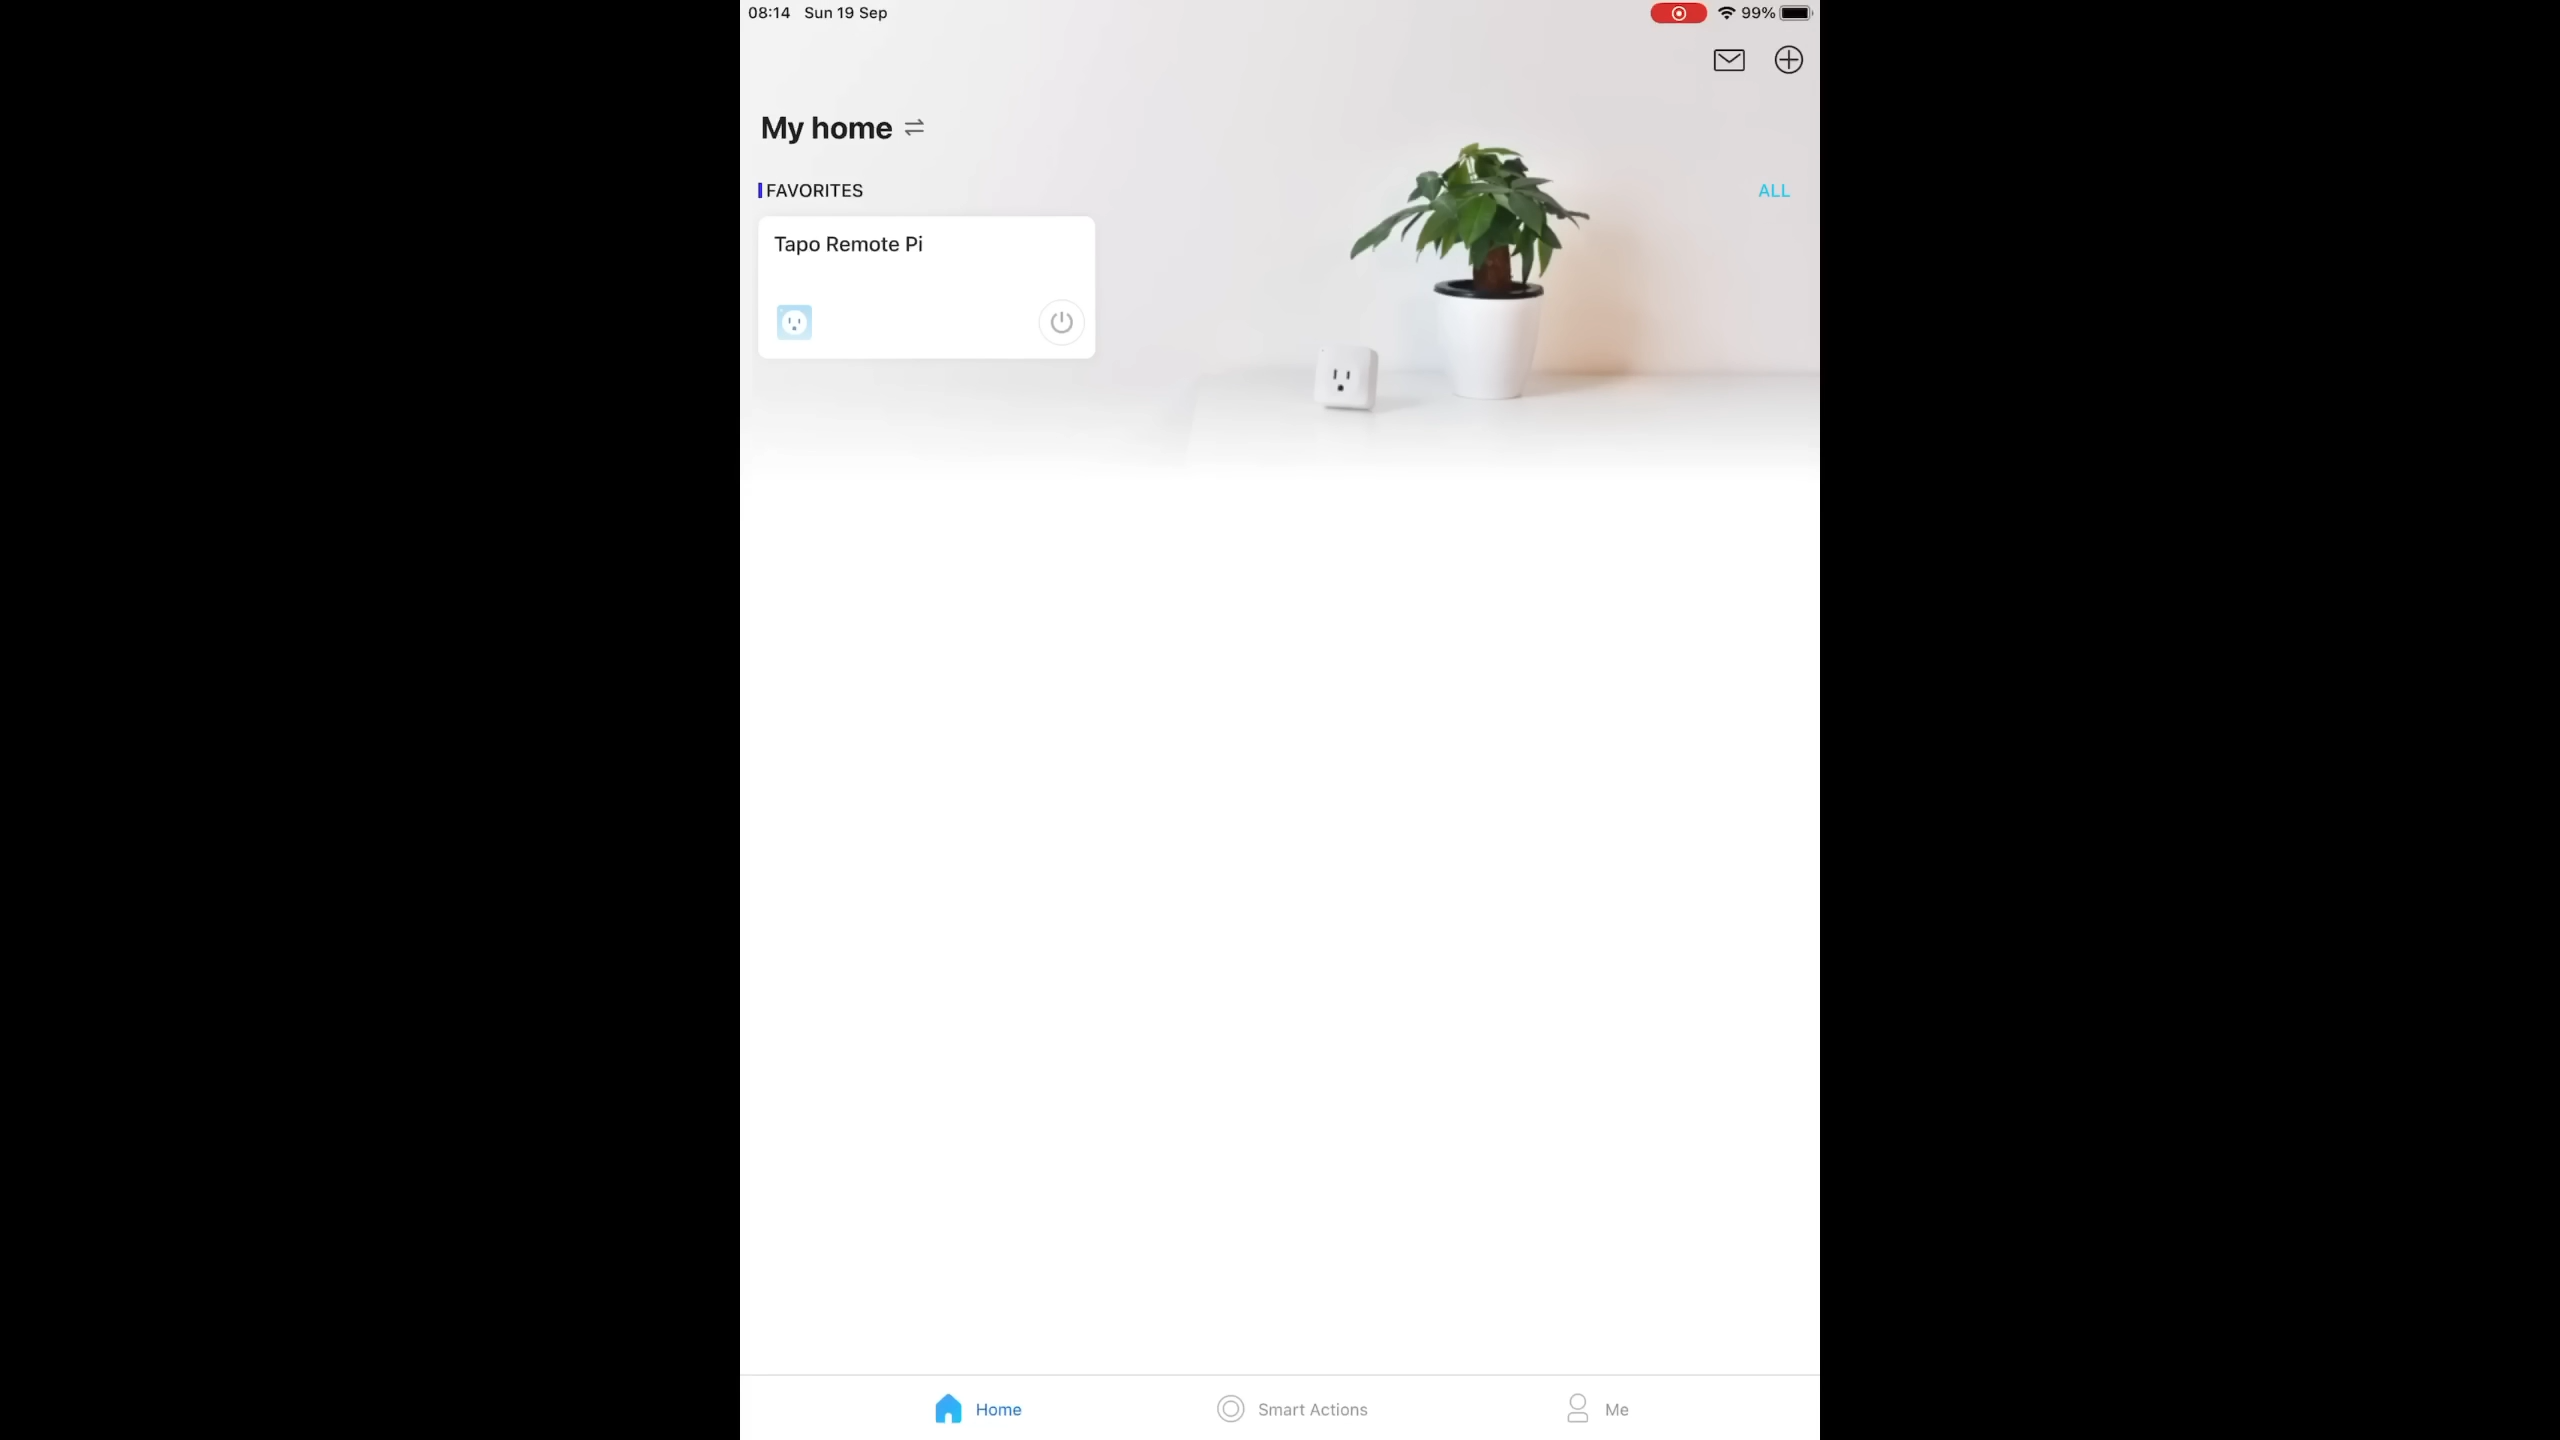 08:14 Sun 19 Sep 99%
My home
FAVORITES ALL
Tapo Remote Pi
Home Smart Actions Me